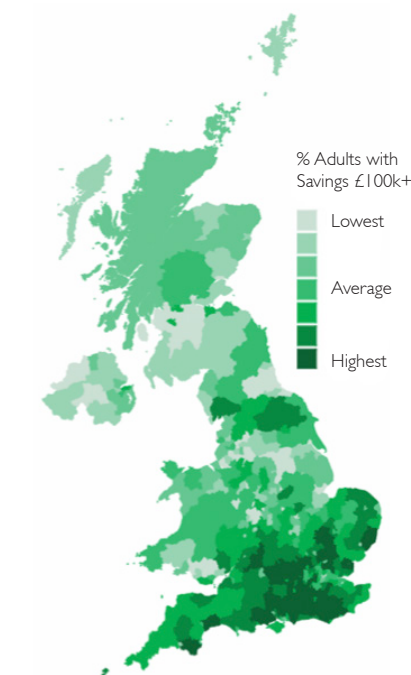 % Adults with
Savings £100k+
Lowest
Average
Highest